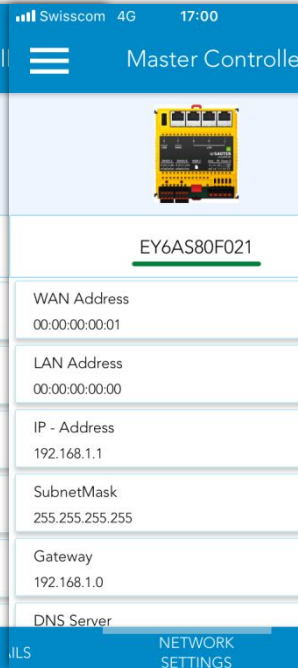 Swisscom 4G 17:00
Master Controlle
EY6AS80F021
WAN Address
00:00:00:00:01
LAN Address
00:00:00:00:00
IP - Address
192.168.1.1
SubnetMask
255.255.255.255
Gateway
192.168.1.0
DNS Server
AILS
NETWORK
SETTINGS